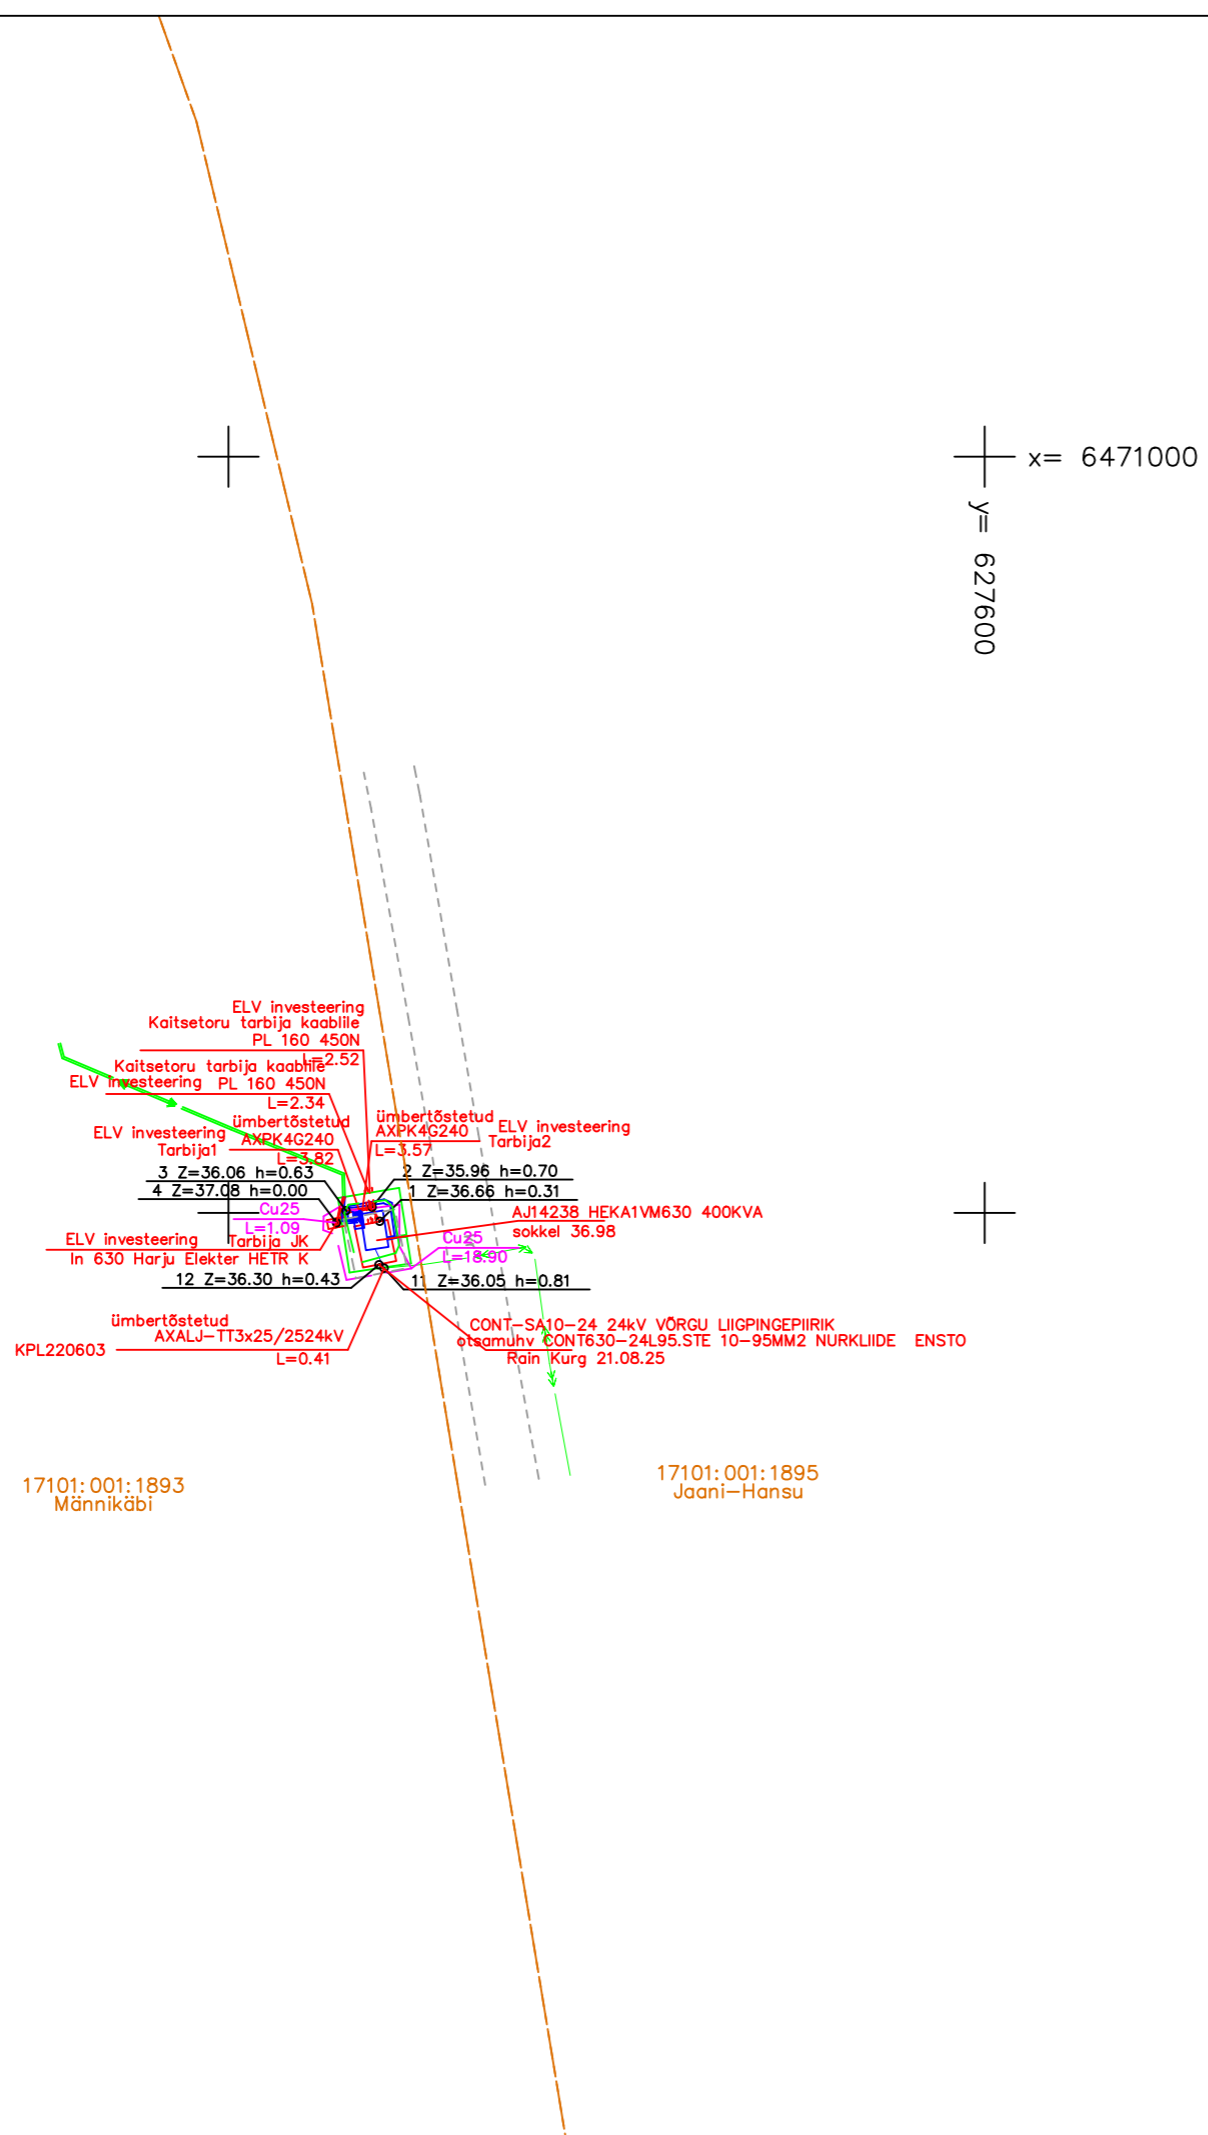 x= 6471000
y= 627600
ELV investeering
Kaitsetoru tarbija kaablile
PL 160 450N
L=2.52
Kaitsetoru tarbija kaablile
ELV investeering PL 160 450N
L=2.34
ümbertõstetud
ELV investeering AXPK4G240
Tarbija1
L=3.82
ümbertõstetud
AXPK4G240 ELV investeering
L=3.57 Tarbija2
3 Z=36.06 h=0.63
2 Z=35.96 h=0.70
4 Z=37.08 h=0.00
1 Z=36.66 h=0.31
Cu25
L=1.09
AJ14238 HEKA1VM630 400KVA
sokkel 36.98
ELV investeering Tarbija JK
In 630 Harju Elekter HETR K
Cu25
L=18.90
12 Z=36.30 h=0.43
11 Z=36.05 h=0.81
ümbertõstetud
AXALJ-TT3x25/2524kV
KPL220603
L=0.41
CONT-SA10-24 24kV VÕRGU LIIGPINGEPIIRIK
otsamuhv CONT630-24L95.STE 10-95MM2 NURKLIIDE ENSTO
Rain Kurg 21.08.25
17101:001:1893
Männikäbi
17101:001:1895
Jaani-Hansu